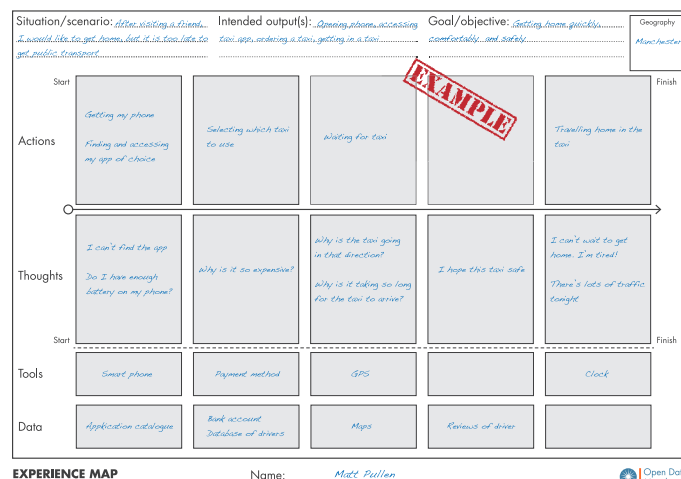 Situation/scenario: After visiting a friend,
I would like to get home, but it is too late to
get public transport
Intended output(s): Opening phone, accessing
taxi app, ordering a taxi, getting in a taxi
Goal/objective: Getting home quickly,
comfortably and safely
Geography
Manchester
Start
Finish
EXAMPLE
Actions
Getting my phone
Finding and accessing
my app of choice
Selecting which taxi
to use
Waiting for taxi
Travelling home in the
taxi
Thoughts
I can't find the app
Do I have enough
battery on my phone?
Why is it so expensive?
Why is the taxi going
in that direction?
Why is it taking so long
for the taxi to arrive?
I hope this taxi safe
I can't wait to get
home. I'm tired!
There's lots of traffic
tonight
Start
Finish
Tools
Smart phone
Payment method
GPS
Clock
Data
Application catalogue
Bank account
Database of drivers
Maps
Reviews of driver
EXPERIENCE MAP
Name: Matt Pullen
Open Dat